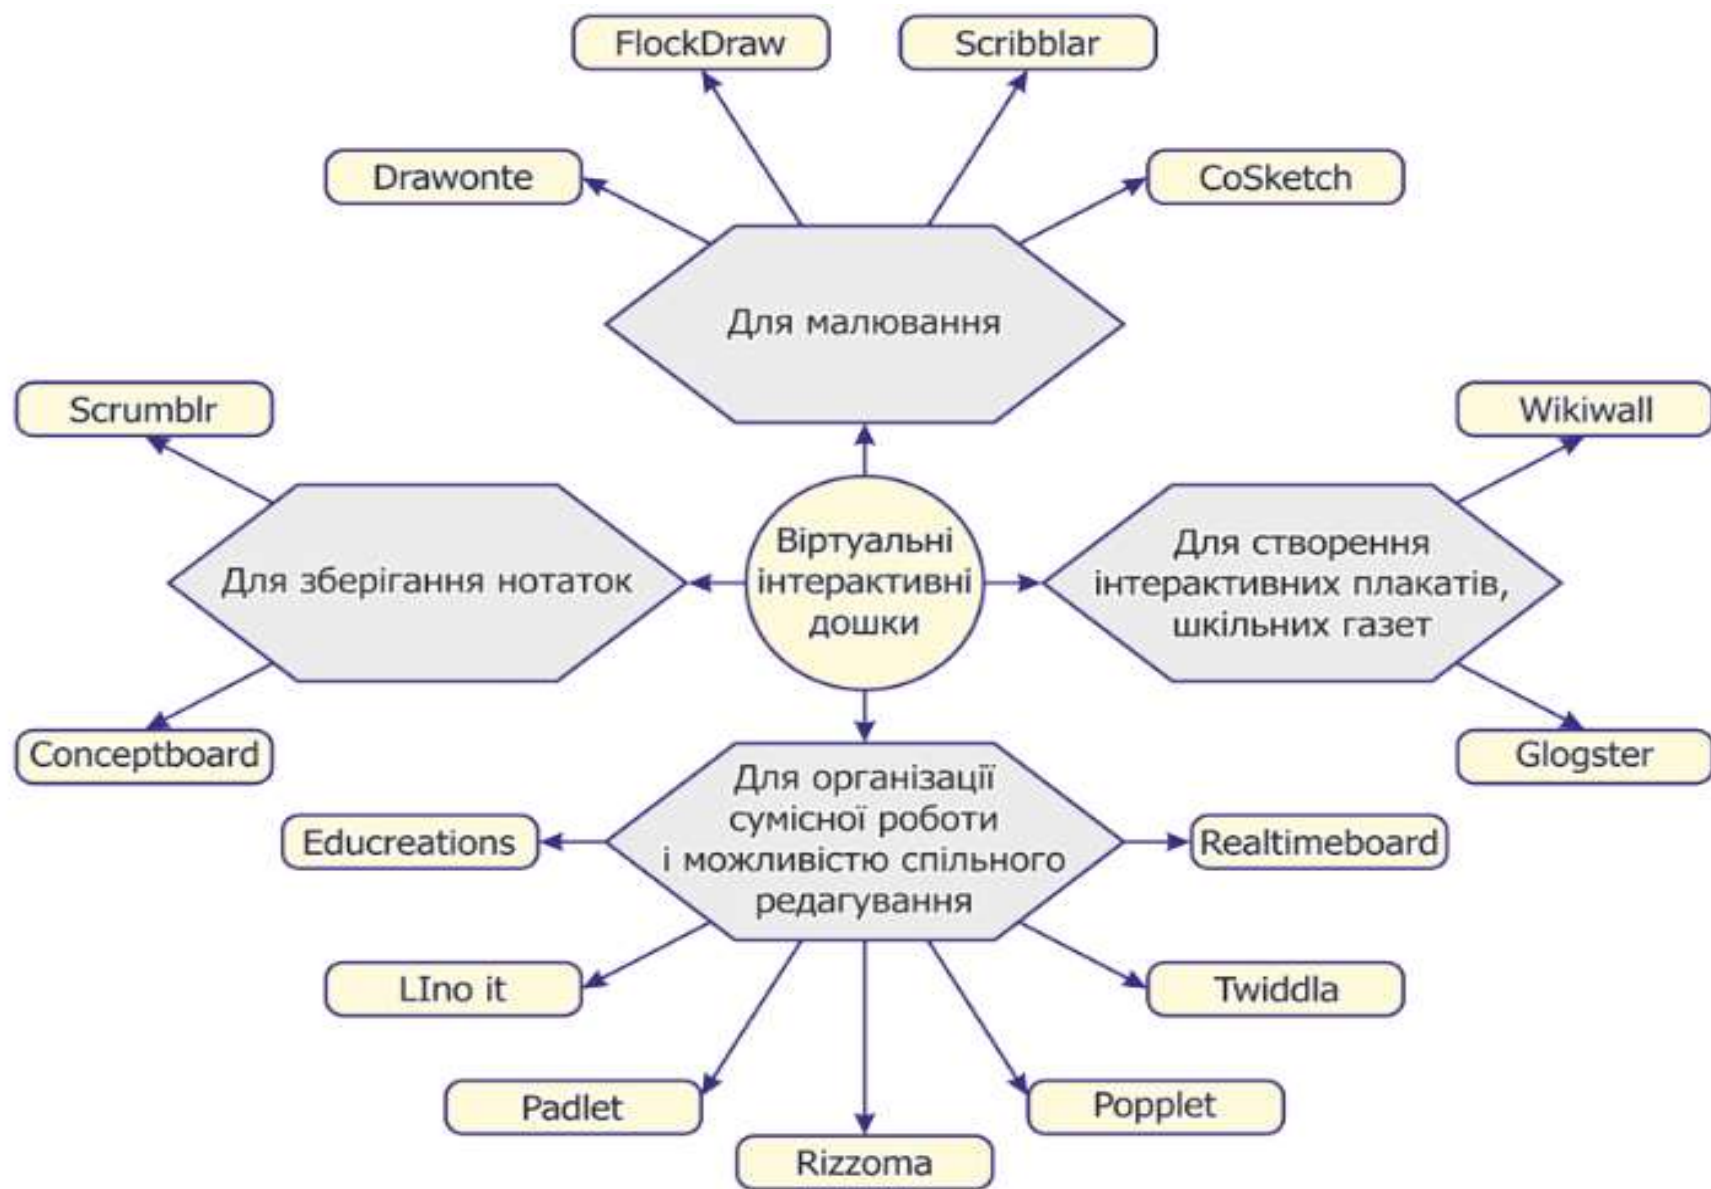 FlockDraw
Scribblar
Drawonte
CoSketch
Для малювання
Scrumblr
Wikiwall
Для зберігання нотаток
Віртуальні
інтерактивні
дошки
Для створення
інтерактивних плакатів,
шкільних газет
Conceptboard
Glogster
Для організації
сумісної роботи
і можливістю спільного
редагування
Educreations
Realtimeboard
LIno it
Twiddla
Padlet
Popplet
Rizzoma